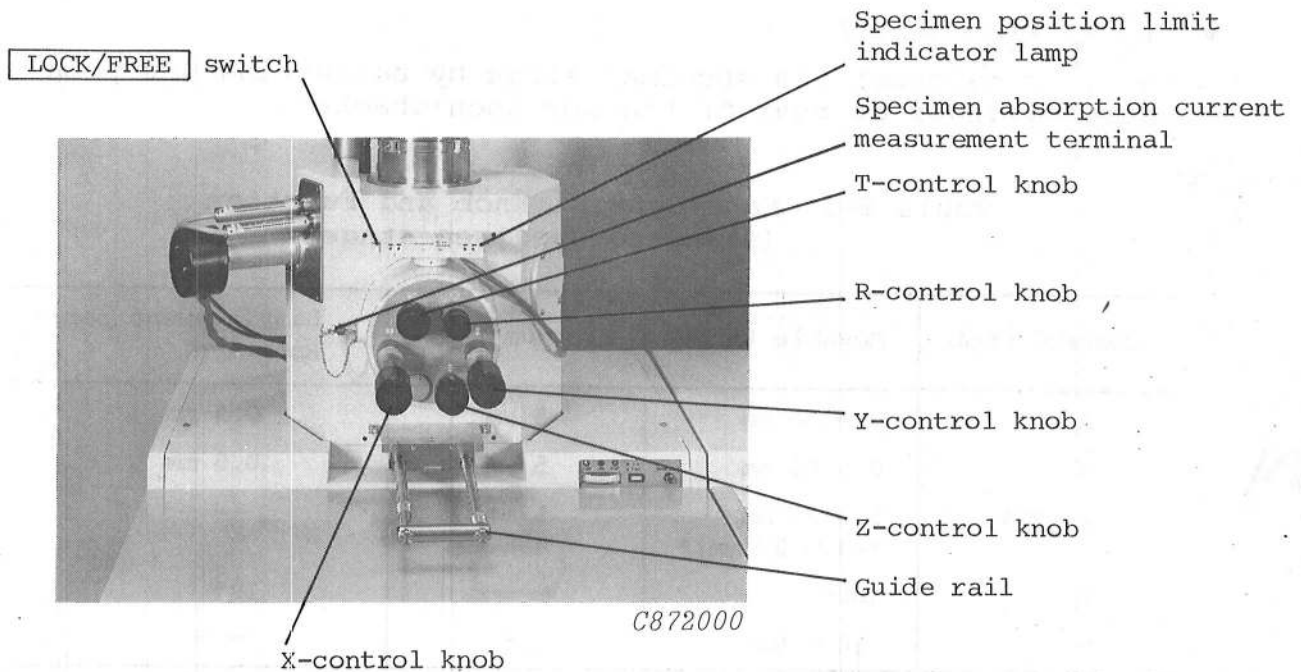 Specimen position limit
indicator lamp
LOCK/FREE switch
Specimen absorption current
measurement terminal
T-control knob
R-control knob
Y-control knob
Z-control knob
Guide rail
C872000
X-control knob